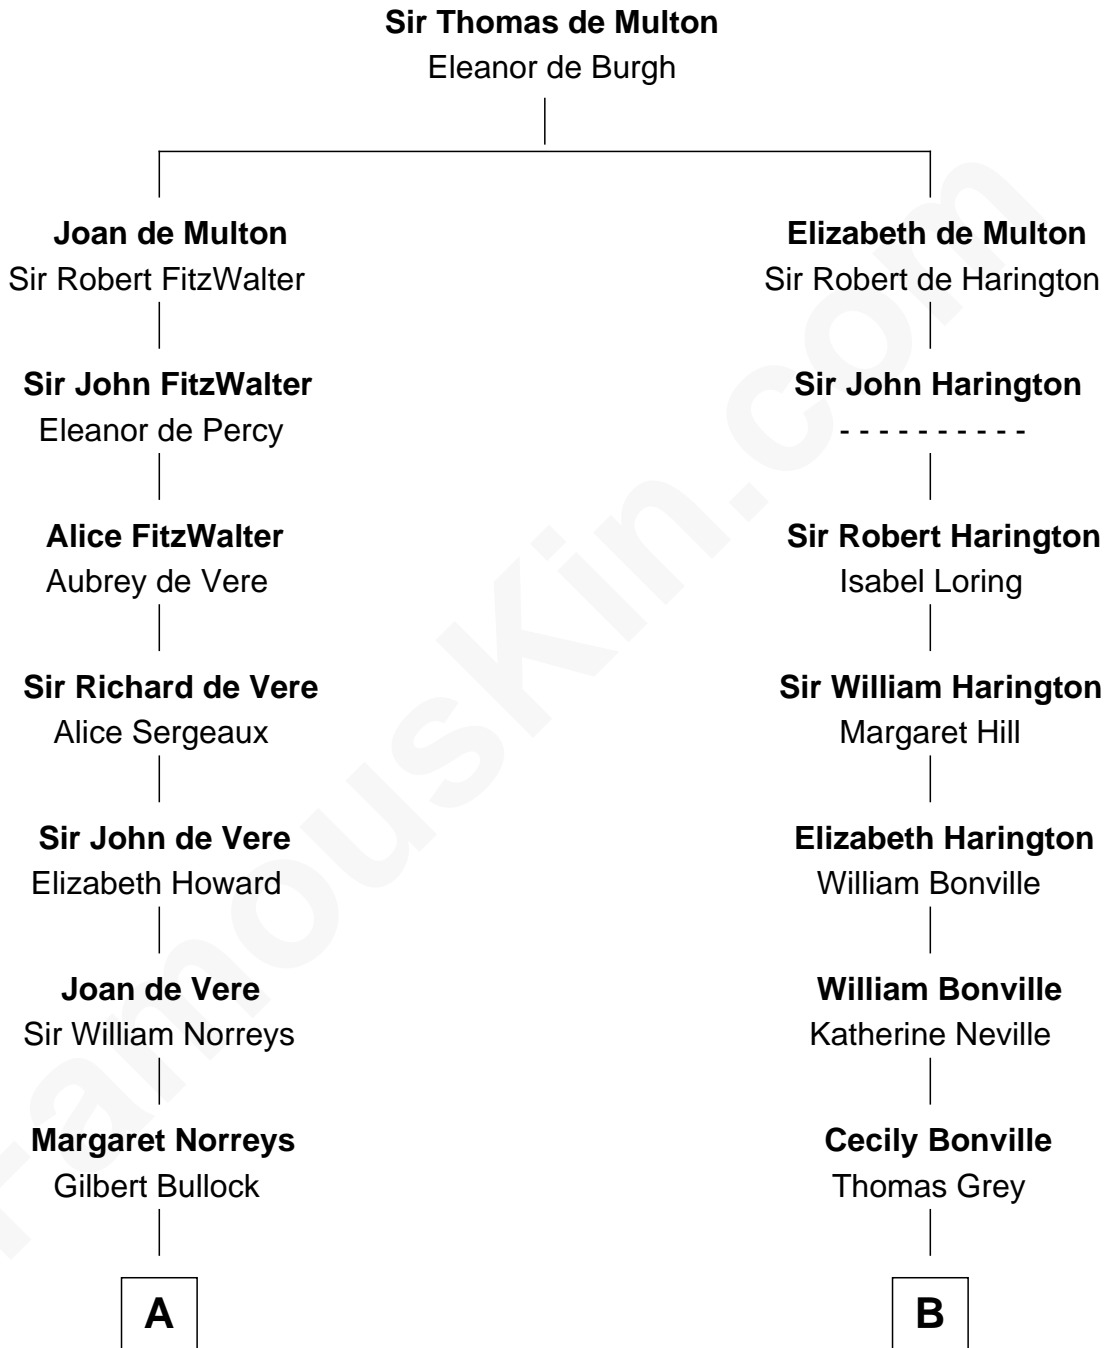 Sir Thomas de Multon
Eleanor de Burgh
Joan de Multon
Sir Robert FitzWalter
Elizabeth de Multon
Sir Robert de Harington
Sir John FitzWalter
Eleanor de Percy
Sir John Harington
- - - - - - - - - -
Alice FitzWalter
Aubrey de Vere
Sir Robert Harington
Isabel Loring
Sir Richard de Vere
Alice Sergeaux
Sir William Harington
Margaret Hill
Sir John de Vere
Elizabeth Howard
Elizabeth Harington
William Bonville
Joan de Vere
Sir William Norreys
William Bonville
Katherine Neville
Margaret Norreys
Gilbert Bullock
Cecily Bonville
Thomas Grey
A
B
FamousKin.com